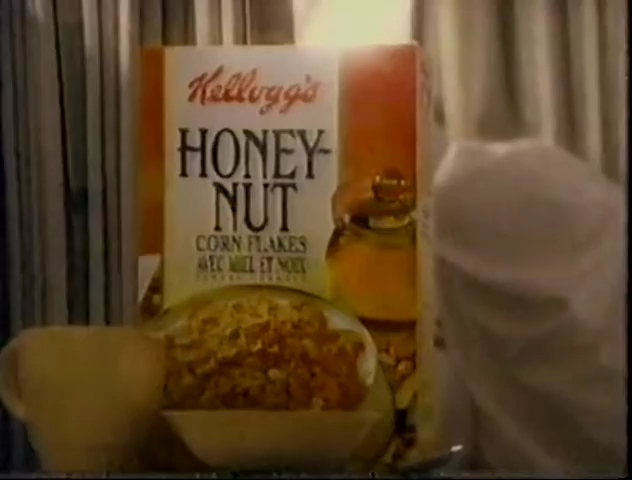 Kellogg's
HONEY-
NUT
CORN FLAKES
AVEC MIEL ET NOIX